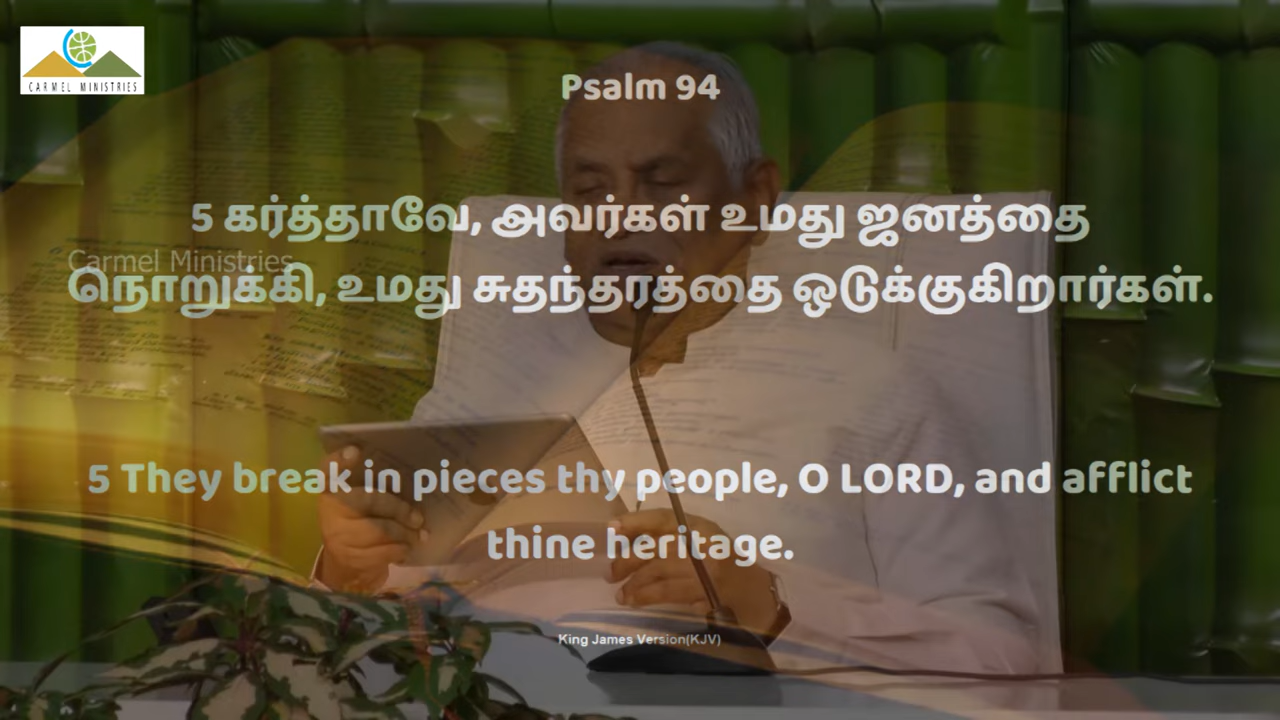 CARMEL MINISTRIES
Psalm 94
5 கர்த்தாவே, அவர்கள் உமது ஜனத்தை
Carmel Ministries
நொறுக்கி, உமது சுதந்தரத்தை ஒடுக்குகிறார்கள்.
5 They break in pieces thy people, O LORD, and afflict
thine heritage.
King James Version(KJV)